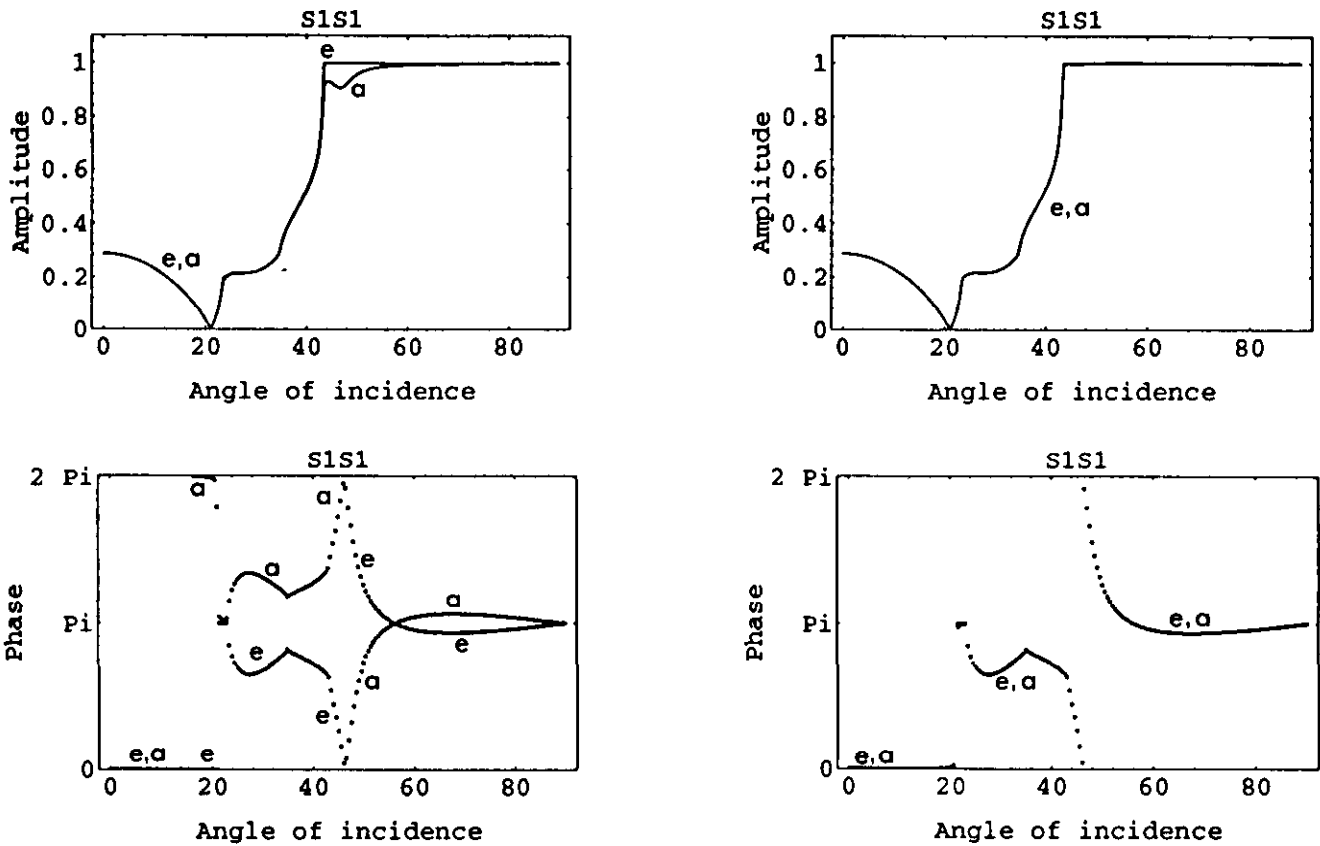 S1S1
Amplitude
1
0.8
0.6
0.4
0.2
0
e
a
e,a
0 20 40 60 80
Angle of incidence
S1S1
Amplitude
1
0.8
0.6
0.4
0.2
0
e,a
0 20 40 60 80
Angle of incidence
S1S1
Phase
2 Pi
Pi
0
a
a
a
e
a
e
e
a
e
e,a
e
0 20 40 60 80
Angle of incidence
S1S1
Phase
2 Pi
Pi
0
e,a
e,a
e,a
0 20 40 60 80
Angle of incidence